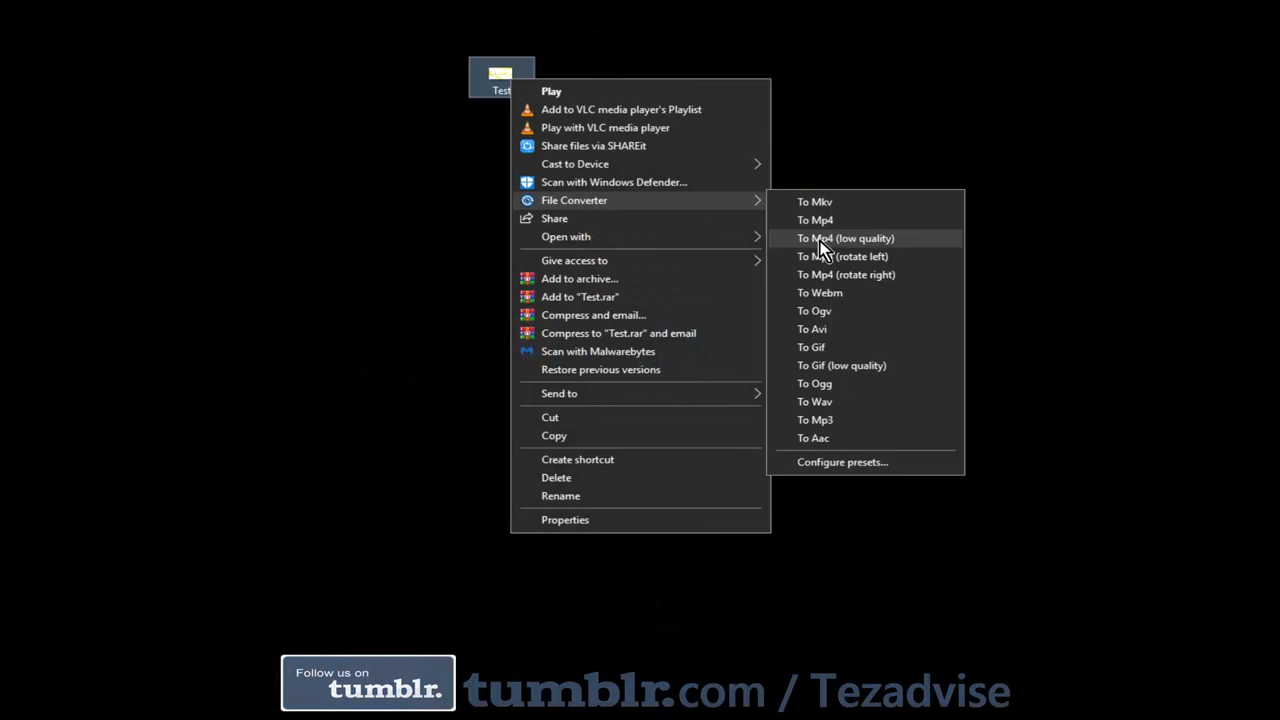 Test
Play
Add to VLC media player's Playlist
Play with VLC media player
Share files via SHAREit
Cast to Device
Scan with Windows Defender...
File Converter
Share
Open with
Give access to
Add to archive...
Add to "Test.rar"
Compress and email...
Compress to "Test.rar" and email
Scan with Malwarebytes
Restore previous versions
Send to
Cut
Copy
Create shortcut
Delete
Rename
Properties
To Mkv
To Mp4
To Mp4 (low quality)
To (rotate left)
To Mp4 (rotate right)
To Webm
To Ogv
To Avi
To Gif
To Gif (low quality)
To Ogg
To Wav
To Mp3
To Aac
Configure presets...
Follow us on
tumblr.
tumblr.com / Tezadvise